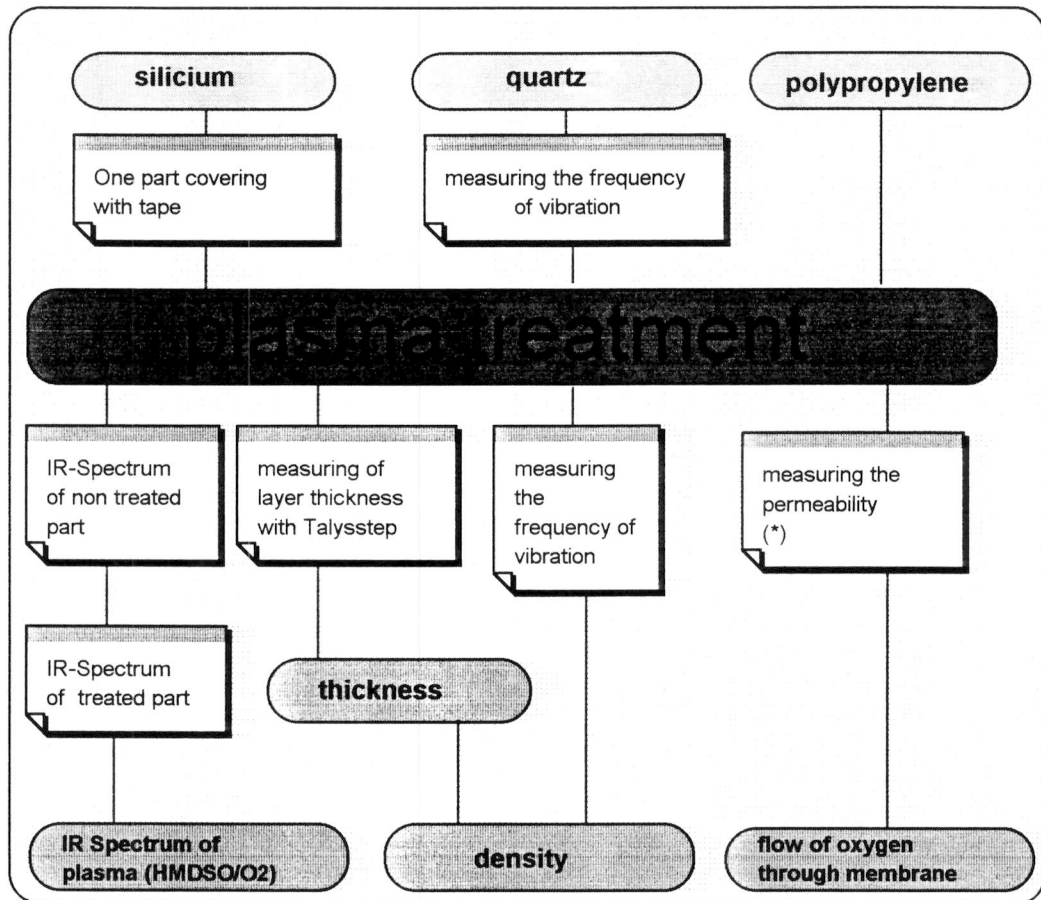 silicium
quartz
polypropylene
One part covering
with tape
measuring the frequency
of vibration
plasma treatment
IR-Spectrum
of non treated
part
measuring of
layer thickness
with Talysstep
measuring
the
frequency of
vibration
measuring the
permeability
(*)
IR-Spectrum
of treated part
thickness
IR Spectrum of
plasma (HMDSO/O2)
density
flow of oxygen
through membrane